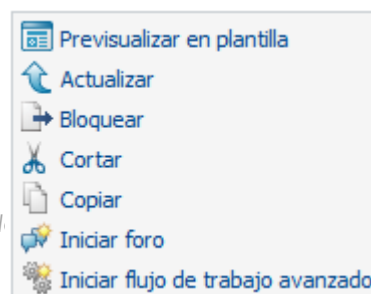 Previsualizar en plantilla
Actualizar
Bloquear
Cortar
Copiar
Iniciar foro
Iniciar flujo de trabajo avanzado